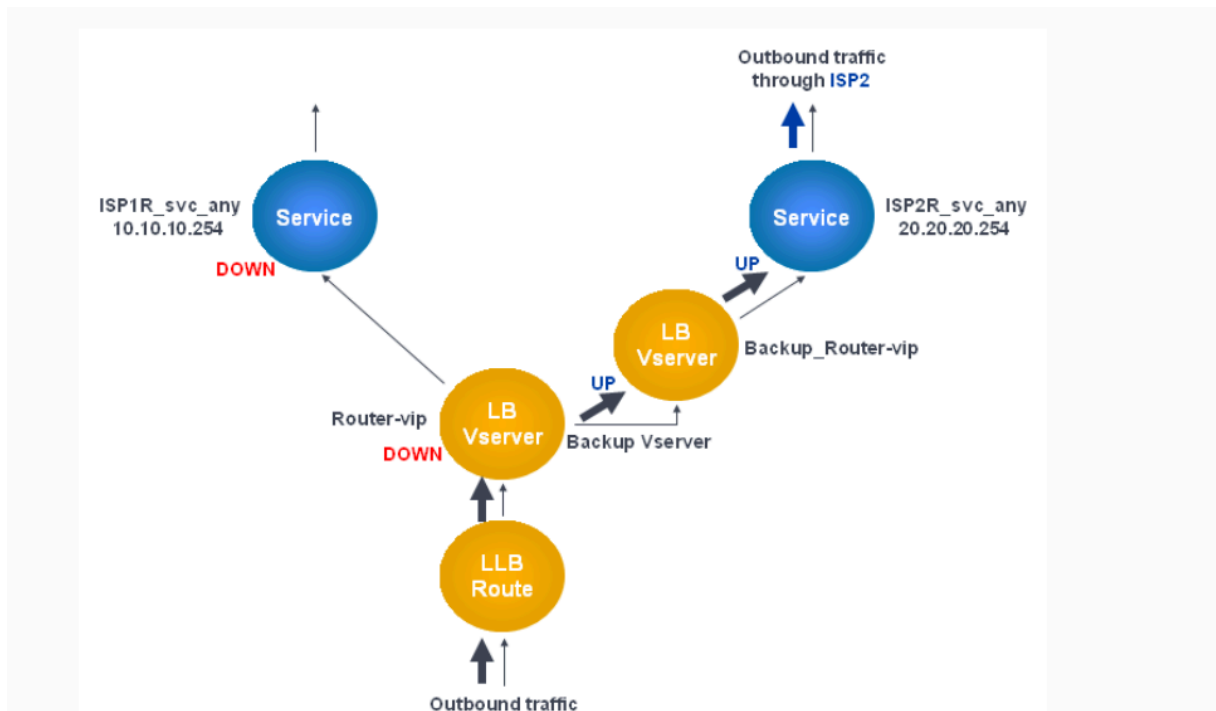 Outbound traffic
through ISP2
ISP1R_svc_any
10.10.10.254
Service
DOWN
Service
ISP2R_svc_any
20.20.20.254
UP
LB
Vserver
Backup_Router-vip
UP
Router-vip
DOWN
LB
Vserver
Backup Vserver
LLB
Route
Outbound traffic